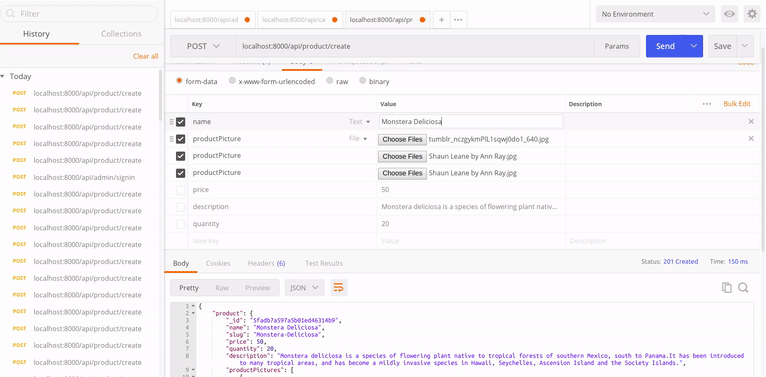 Filter
History Collections
Clear all
Today
POST localhost:8000/api/product/create
POST localhost:8000/api/product/create
POST localhost:8000/api/product/create
POST localhost:8000/api/product/create
POST localhost:8000/api/product/create
POST localhost:8000/api/admin/signin
POST localhost:8000/api/product/create
POST localhost:8000/api/product/create
POST localhost:8000/api/product/create
POST localhost:8000/api/product/create
POST localhost:8000/api/product/create
POST localhost:8000/api/product/create
POST localhost:8000/api/product/create
POST localhost:8000/api/product/create
POST localhost:8000/api/product/create
POST localhost:8000/api/product/create
POST localhost:8000/api/product/create
localhost:8000/api/ad localhost:8000/api/ca localhost:8000/api/pr + ···
No Environment
POST localhost:8000/api/product/create Params Send Save
form-data x-www-form-urlencoded raw binary
Key Value Description ··· Bulk Edit
name Text Monstera Deliciosa
productPicture File Choose Files tumblr_nczgykmPlL1sqwj0do1_640.jpg
productPicture Choose Files Shaun Leane by Ann Ray.jpg
productPicture Choose Files Shaun Leane by Ann Ray.jpg
price 50
description Monstera deliciosa is a species of flowering plant nativ...
quantity 20
New key Value Description
Body Cookies Headers (6) Test Results Status: 201 Created Time: 150 ms
Pretty Raw Preview JSON
1 {
2 "product": {
3 "_id": "5fadb7a597a5b01ed46314b9",
4 "name": "Monstera Deliciosa",
5 "slug": "Monstera-Deliciosa",
6 "price": 50,
7 "quantity": 20,
8 "description": "Monstera deliciosa is a species of flowering plant native to tropical forests of southern Mexico, south to Panama.It has been introduced
to many tropical areas, and has become a mildly invasive species in Hawaii, Seychelles, Ascension Island and the Society Islands.",
9 "productPictures": [